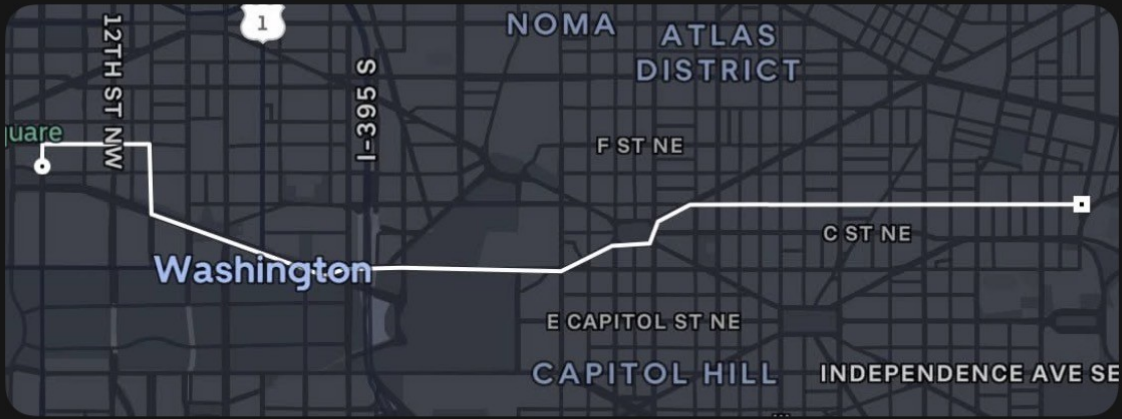 1
NOMA
ATLAS
DISTRICT
12TH ST NW
I-395 S
quare
F ST NE
C ST NE
Washington
E CAPITOL ST NE
CAPITOL HILL
INDEPENDENCE AVE SE